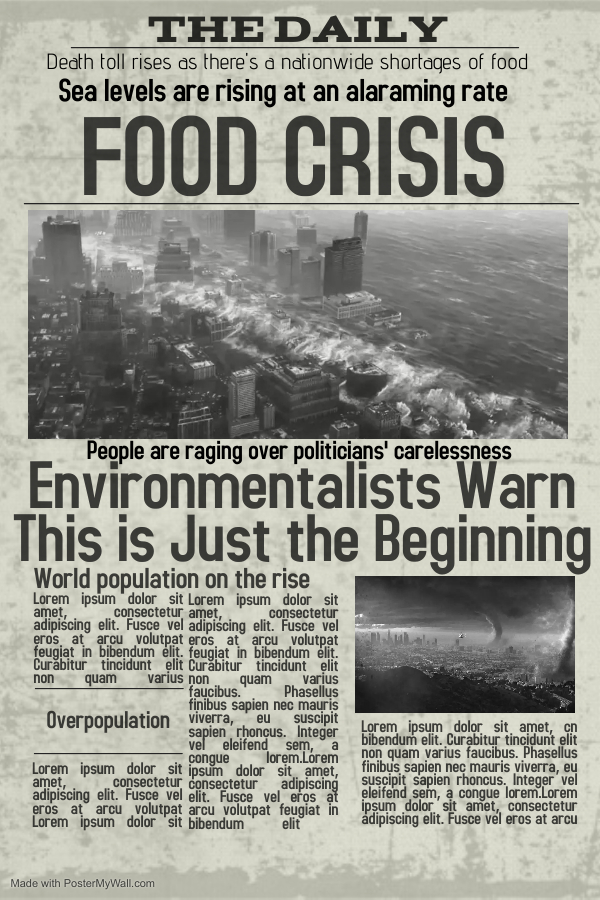 THE DAILY
Death toll rises as there's a nationwide shortages of food
Sea levels are rising at an alaraming rate
FOOD CRISIS
People are raging over politicians' carelessness
Environmentalists Warn
This is Just the Beginning
World population on the rise
Lorem ipsum dolor sit
amet, consectetur
adipiscing elit. Fusce vel
eros at arcu volutpat
feugiat in bibendum elit.
Curabitur tincidunt elit
non quam varius
Overpopulation
Lorem ipsum dolor sit
amet, consectetur
adipiscing elit. Fusce vel
eros at arcu volutpat
Lorem ipsum dolor sit
Lorem ipsum dolor sit
amet, consectetur
adipiscing elit. Fusce vel
eros at arcu volutpat
feugiat in bibendum elit.
Curabitur tincidunt elit
non quam varius
faucibus. Phasellus
finibus sapien nec mauris
viverra, eu suscipit
sapien rhoncus. Integer
vel eleifend sem, a
congue lorem.Lorem
ipsum dolor sit amet,
consectetur adipiscing
elit. Fusce vel eros at
arcu volutpat feugiat in
bibendum elit
Lorem ipsum dolor sit amet, cn
bibendum elit. Curabitur tincidunt elit
non quam varius faucibus. Phasellus
finibus sapien nec mauris viverra, eu
suscipit sapien rhoncus. Integer vel
eleifend sem, a congue lorem.Lorem
ipsum dolor sit amet, consectetur
adipiscing elit. Fusce vel eros at arcu
Made with PosterMyWall.com